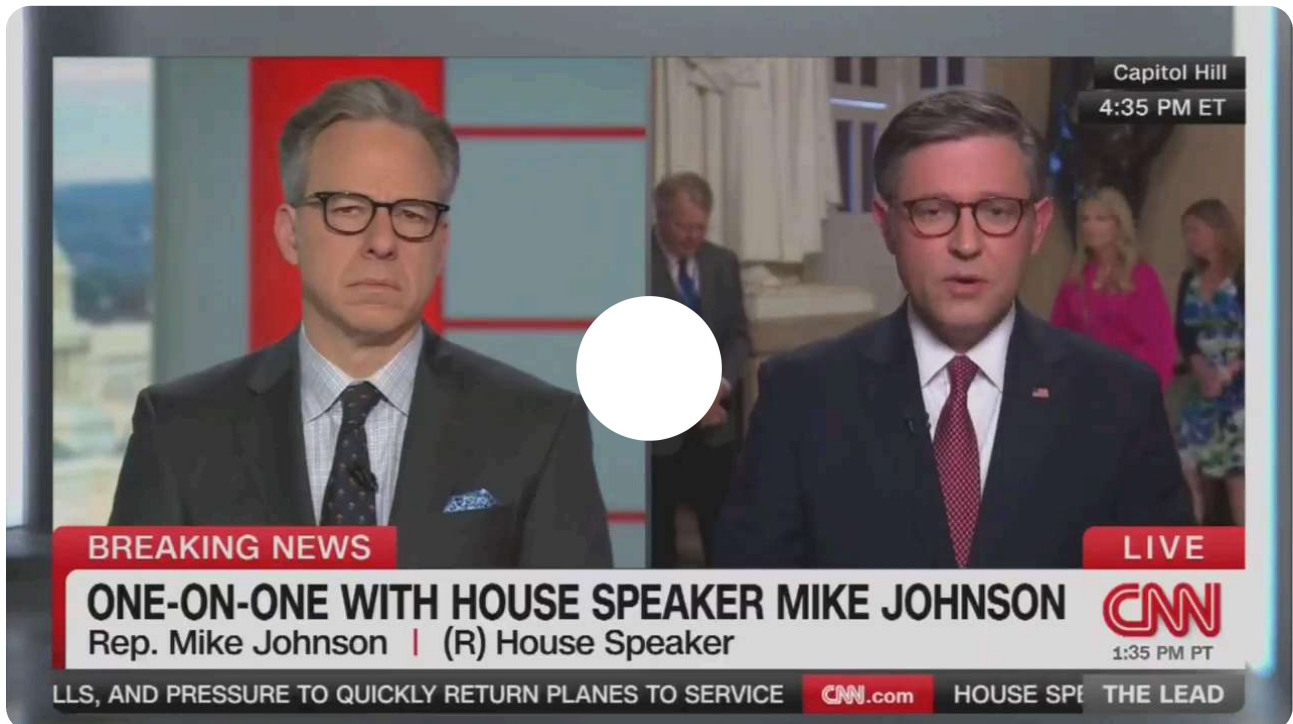 Capitol Hill
4:35 PM ET
BREAKING NEWS
LIVE
ONE-ON-ONE WITH HOUSE SPEAKER MIKE JOHNSON
Rep. Mike Johnson | (R) House Speaker
CNN
1:35 PM PT
LLS, AND PRESSURE TO QUICKLY RETURN PLANES TO SERVICE CNN.com HOUSE SPE THE LEAD